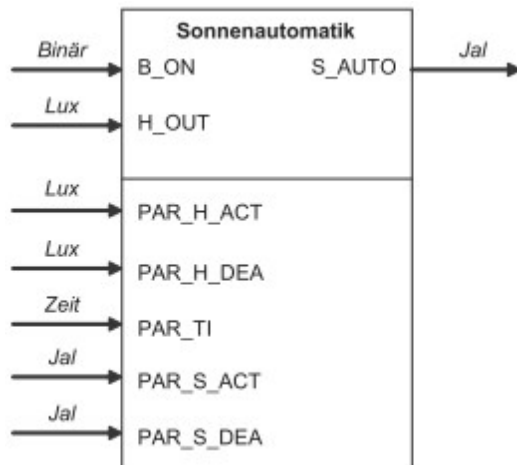 Sonnenautomatik
Binär B_ON S_AUTO Jal
Lux H_OUT
Lux PAR_H_ACT
Lux PAR_H_DEA
Zeit PAR_TI
Jal PAR_S_ACT
Jal PAR_S_DEA